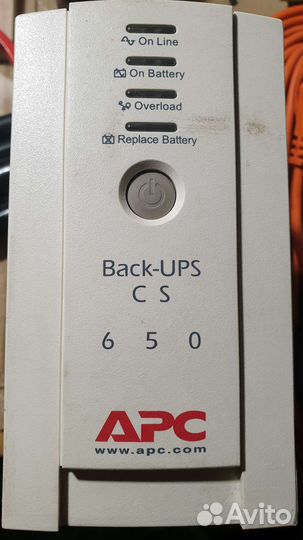 On Line
On Battery
Overload
Replace Battery
Back-UPS
C S
6 5 0
APC
www.apc.com
Avito